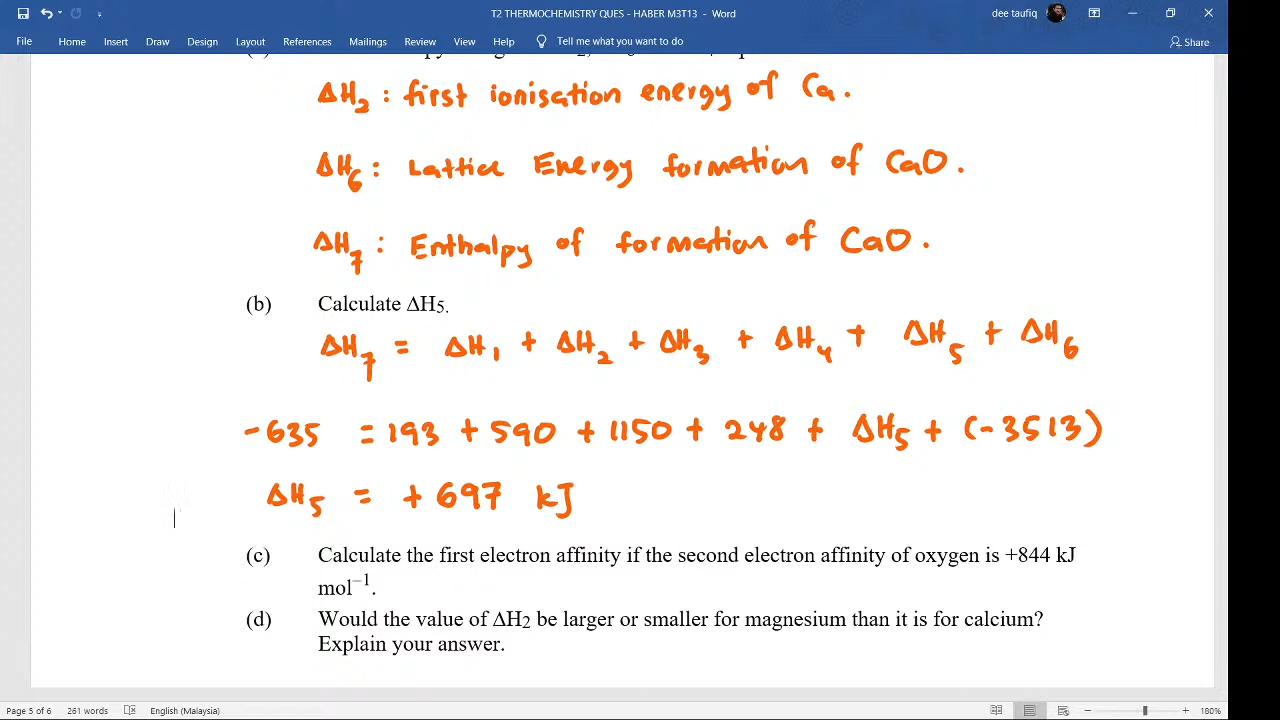 T2 THERMOCHEMISTRY QUES - HABER M3T13 - Word
dee taufiq
File Home Insert Draw Design Layout References Mailings Review View Help Tell me what you want to do Share
ΔH₂ : first ionisation energy of Ca.
ΔH₆ : Lattice Energy formation of CaO.
ΔH₇ : Enthalpy of formation of CaO.
(b) Calculate ΔH₅.
ΔH₇ = ΔH₁ + ΔH₂ + ΔH₃ + ΔH₄ + ΔH₅ + ΔH₆
-635 = 193 + 590 + 1150 + 248 + ΔH₅ + (-3513)
ΔH₅ = + 697 kJ
(c) Calculate the first electron affinity if the second electron affinity of oxygen is +844 kJ
mol⁻¹.
(d) Would the value of ΔH₂ be larger or smaller for magnesium than it is for calcium?
Explain your answer.
Page 5 of 6 261 words English (Malaysia) 180%